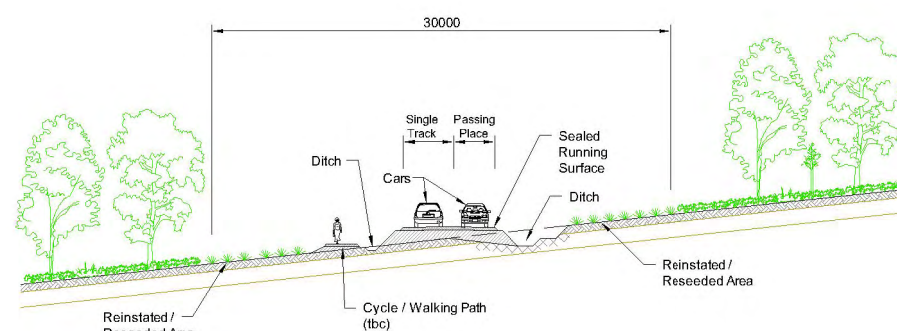 30000
Single
Track
Passing
Place
Sealed
Running
Surface
Ditch
Cars
Ditch
Reinstated /
Reseeded Area
Cycle / Walking Path
(tbc)
Reinstated /